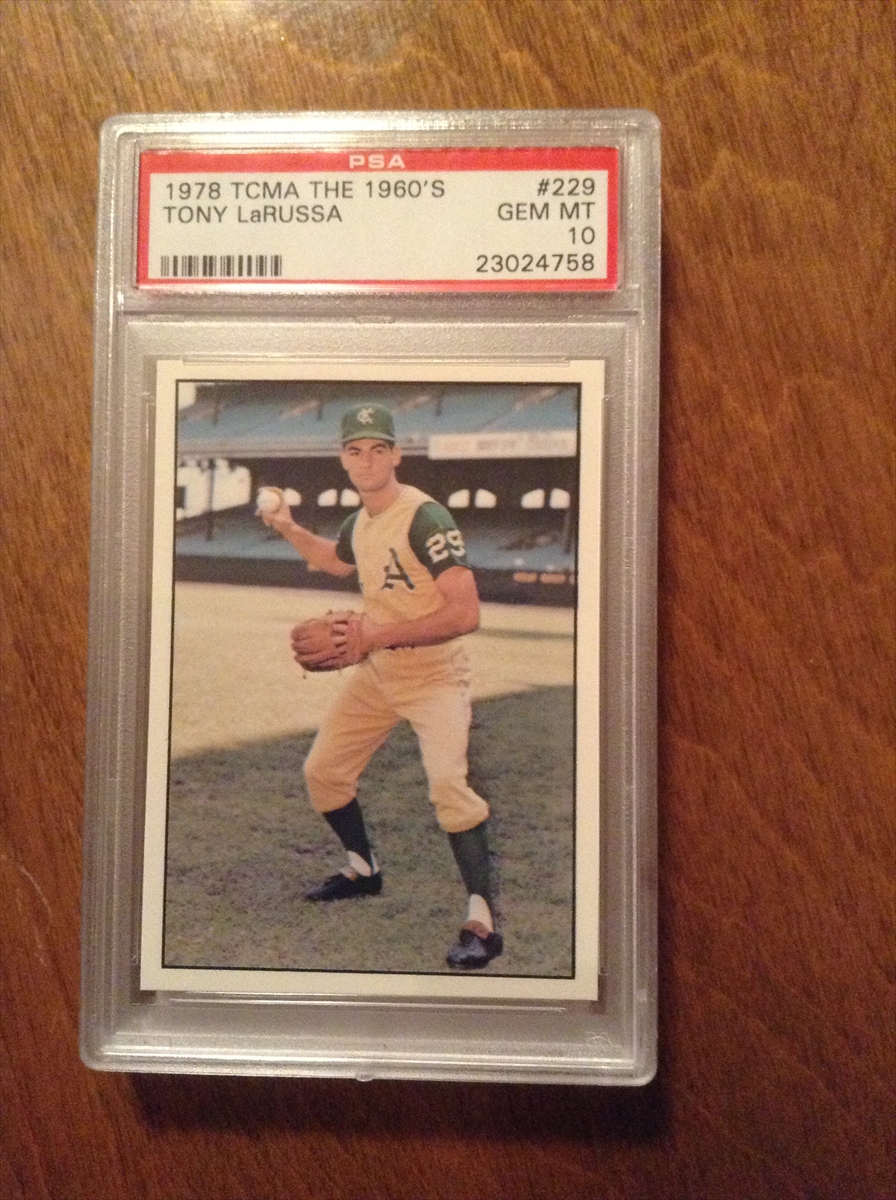 PSA
1978 TCMA THE 1960'S #229
TONY LaRUSSA GEM MT
10
23024758
KC
A
29